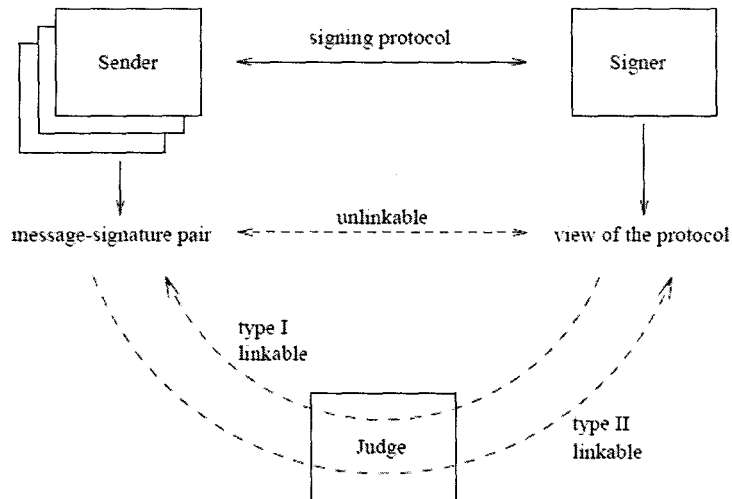 signing protocol
Sender
Signer
unlinkable
message-signature pair
view of the protocol
type I
linkable
type II
linkable
Judge